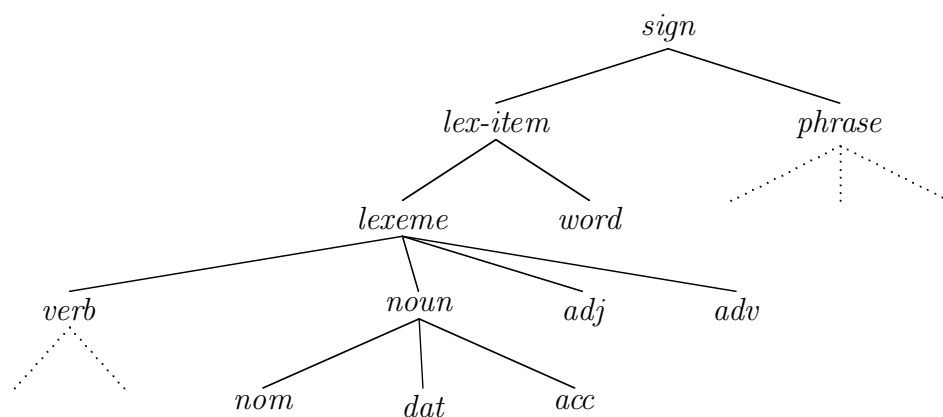 sign
lex-item phrase
lexeme word
verb noun adj adv
nom dat acc